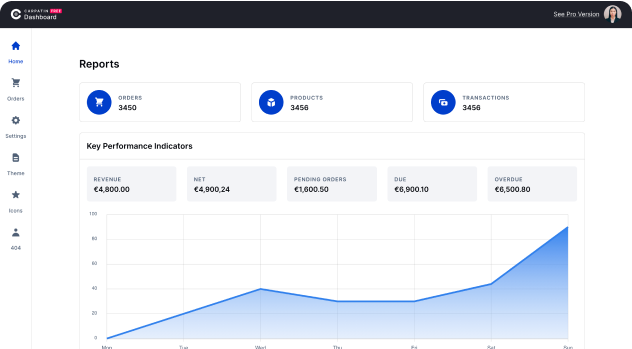 CARPATIN FREE
Dashboard
See Pro Version
Home
Orders
Settings
Theme
Icons
404
Reports
ORDERS
3450
PRODUCTS
3456
TRANSACTIONS
3456
Key Performance Indicators
REVENUE
€4,800.00
NET
€4,900,24
PENDING ORDERS
€1,600.50
DUE
€6,900.10
OVERDUE
€6,500.80
100
80
60
40
20
0
Mon Tue Wed Thu Fri Sat Sun